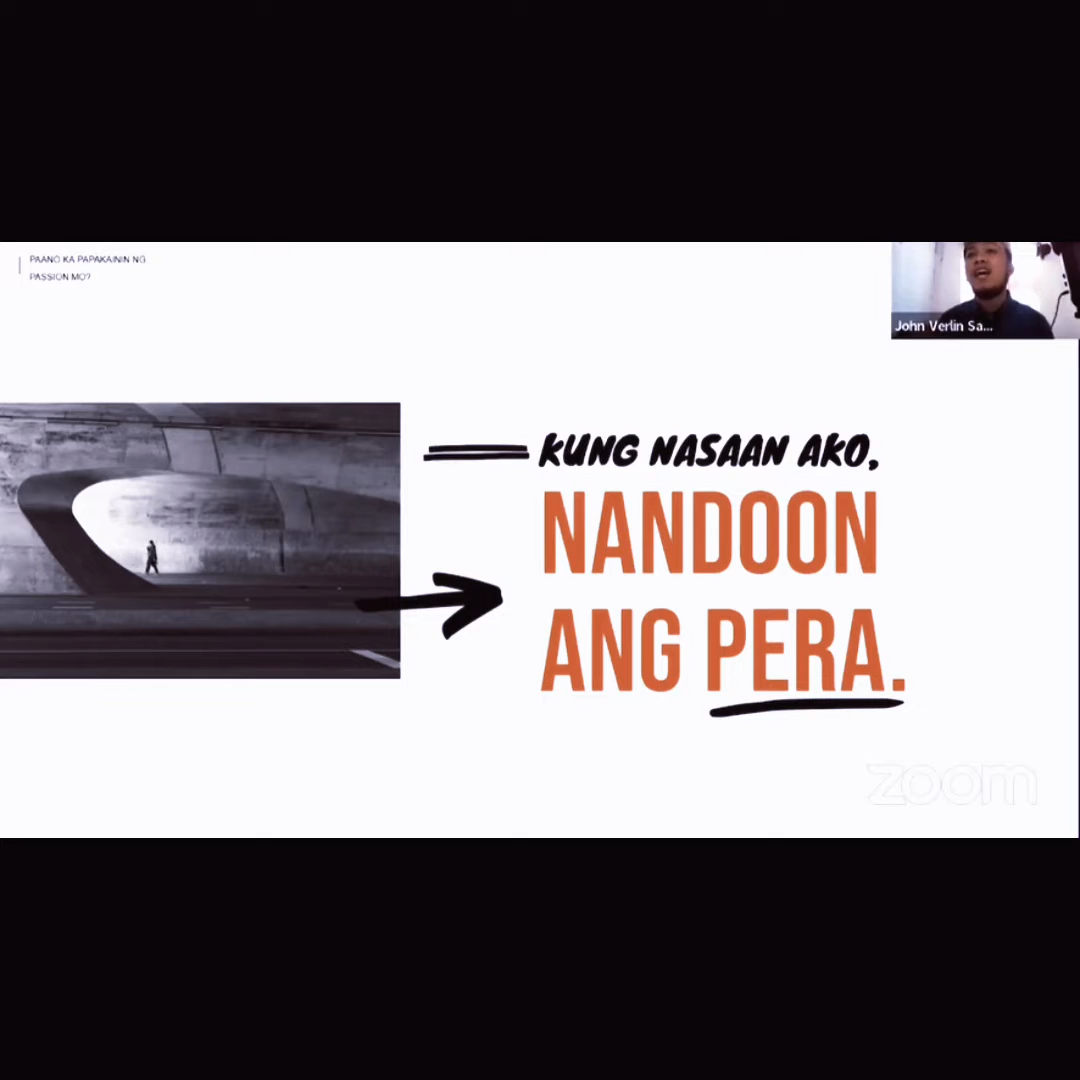 PAANO KA PAPAKAININ NG
PASSION MO?
John Verlin Sa...
KUNG NASAAN AKO,
NANDOON
ANG PERA.
zoom